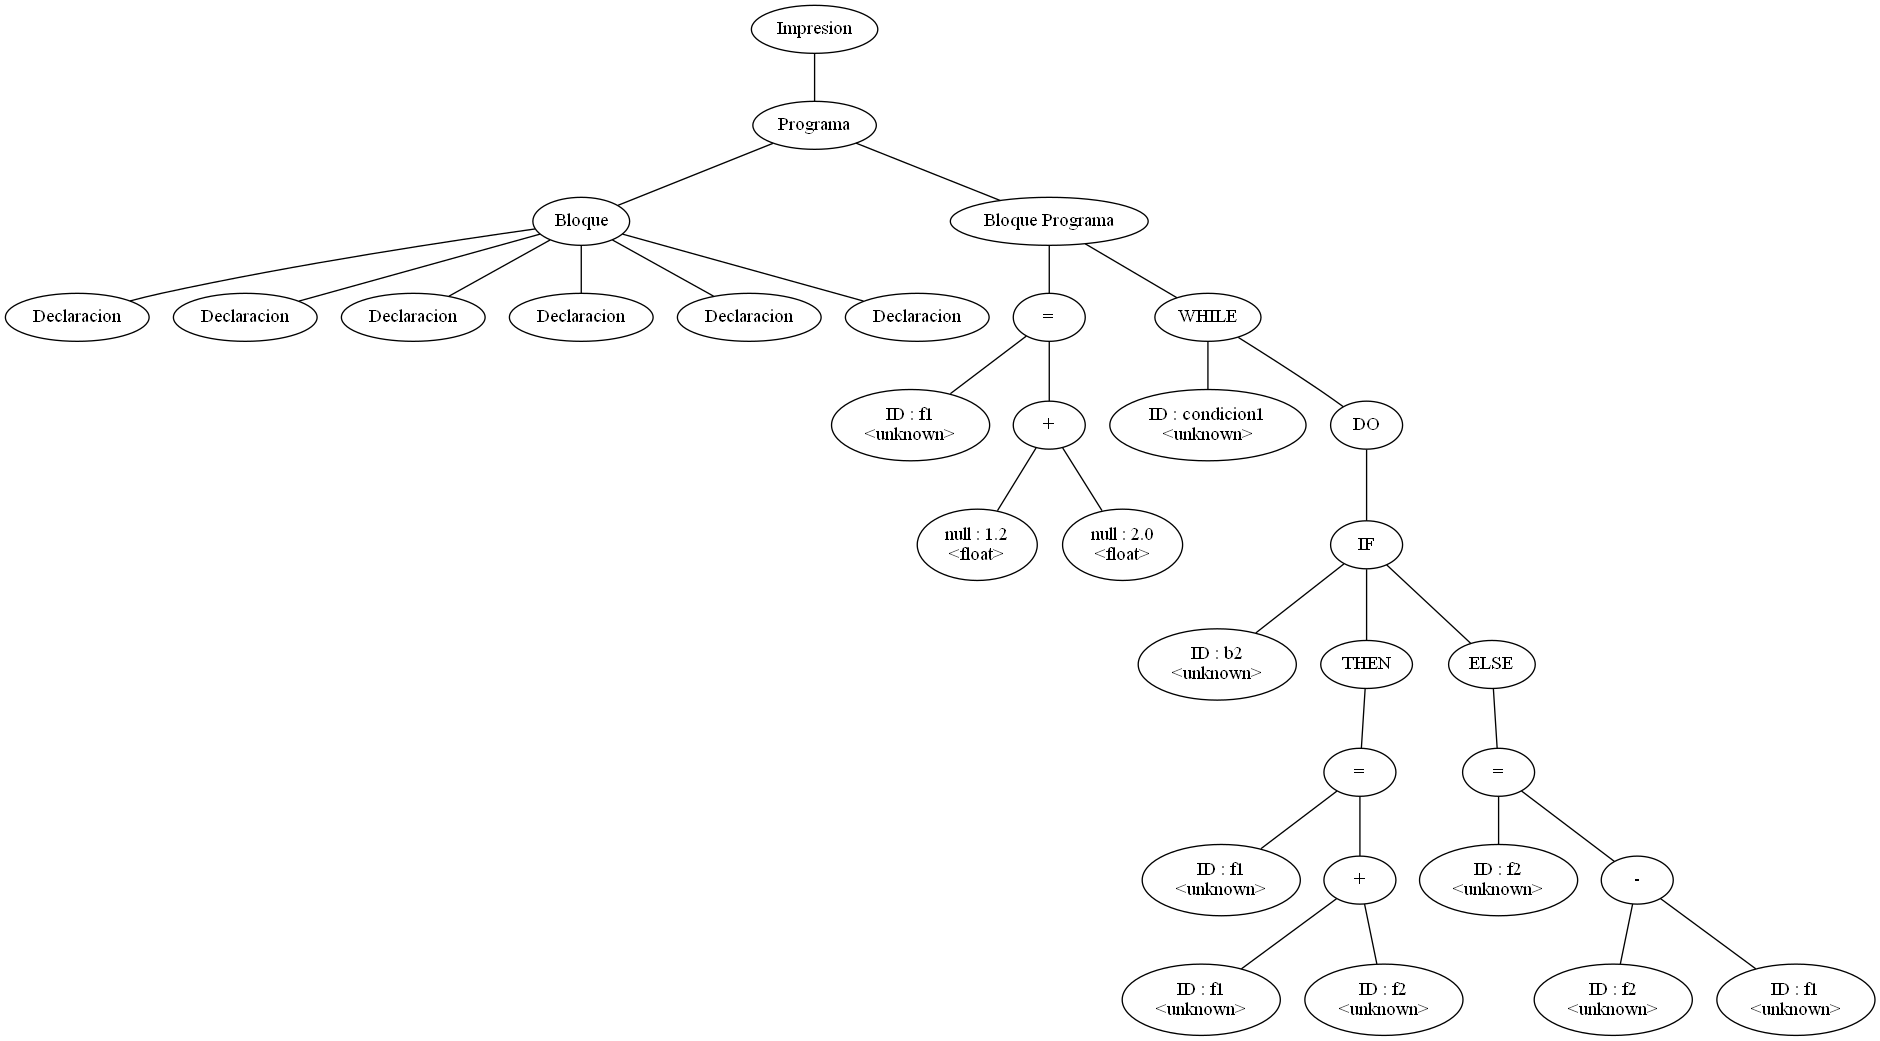 Impresion
Programa
Bloque
Bloque Programa
Declaracion
Declaracion
Declaracion
Declaracion
Declaracion
Declaracion
=
WHILE
ID : f1
<unknown>
+
ID : condicion1
<unknown>
DO
null : 1.2
<float>
null : 2.0
<float>
IF
ID : b2
<unknown>
THEN
ELSE
=
=
ID : f1
<unknown>
+
ID : f2
<unknown>
-
ID : f1
<unknown>
ID : f2
<unknown>
ID : f2
<unknown>
ID : f1
<unknown>